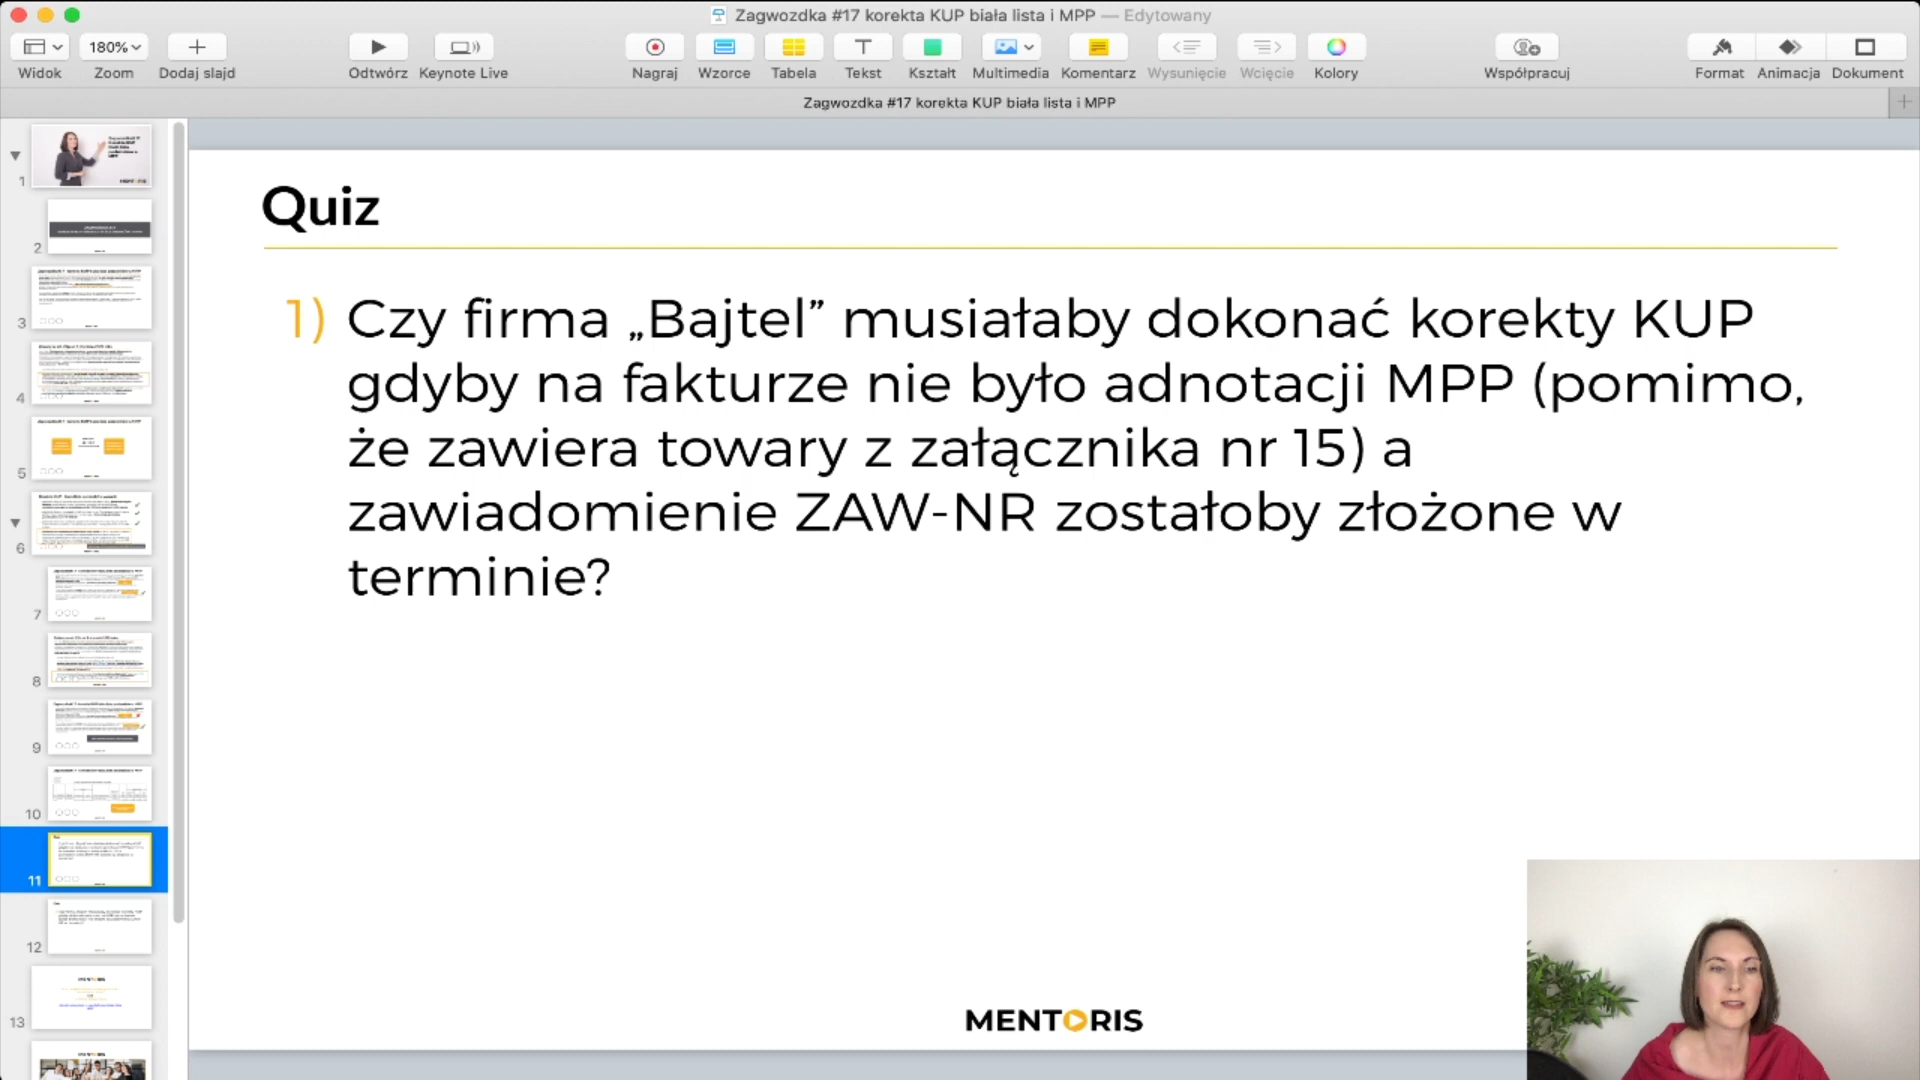 Zagwozdka #17 korekta KUP biała lista i MPP — Edytowany
180%
Widok Zoom Dodaj slajd Odtwórz Keynote Live Nagraj Wzorce Tabela Tekst Kształt Multimedia Komentarz Wysunięcie Wcięcie Kolory Współpracuj Format Animacja Dokument
Zagwozdka #17 korekta KUP biała lista i MPP
1
2
3
4
5
6
7
8
9
10
11
12
13
Quiz
1) Czy firma „Bajtel” musiałaby dokonać korekty KUP
gdyby na fakturze nie było adnotacji MPP (pomimo,
że zawiera towary z załącznika nr 15) a
zawiadomienie ZAW-NR zostałoby złożone w
terminie?
MENTORIS